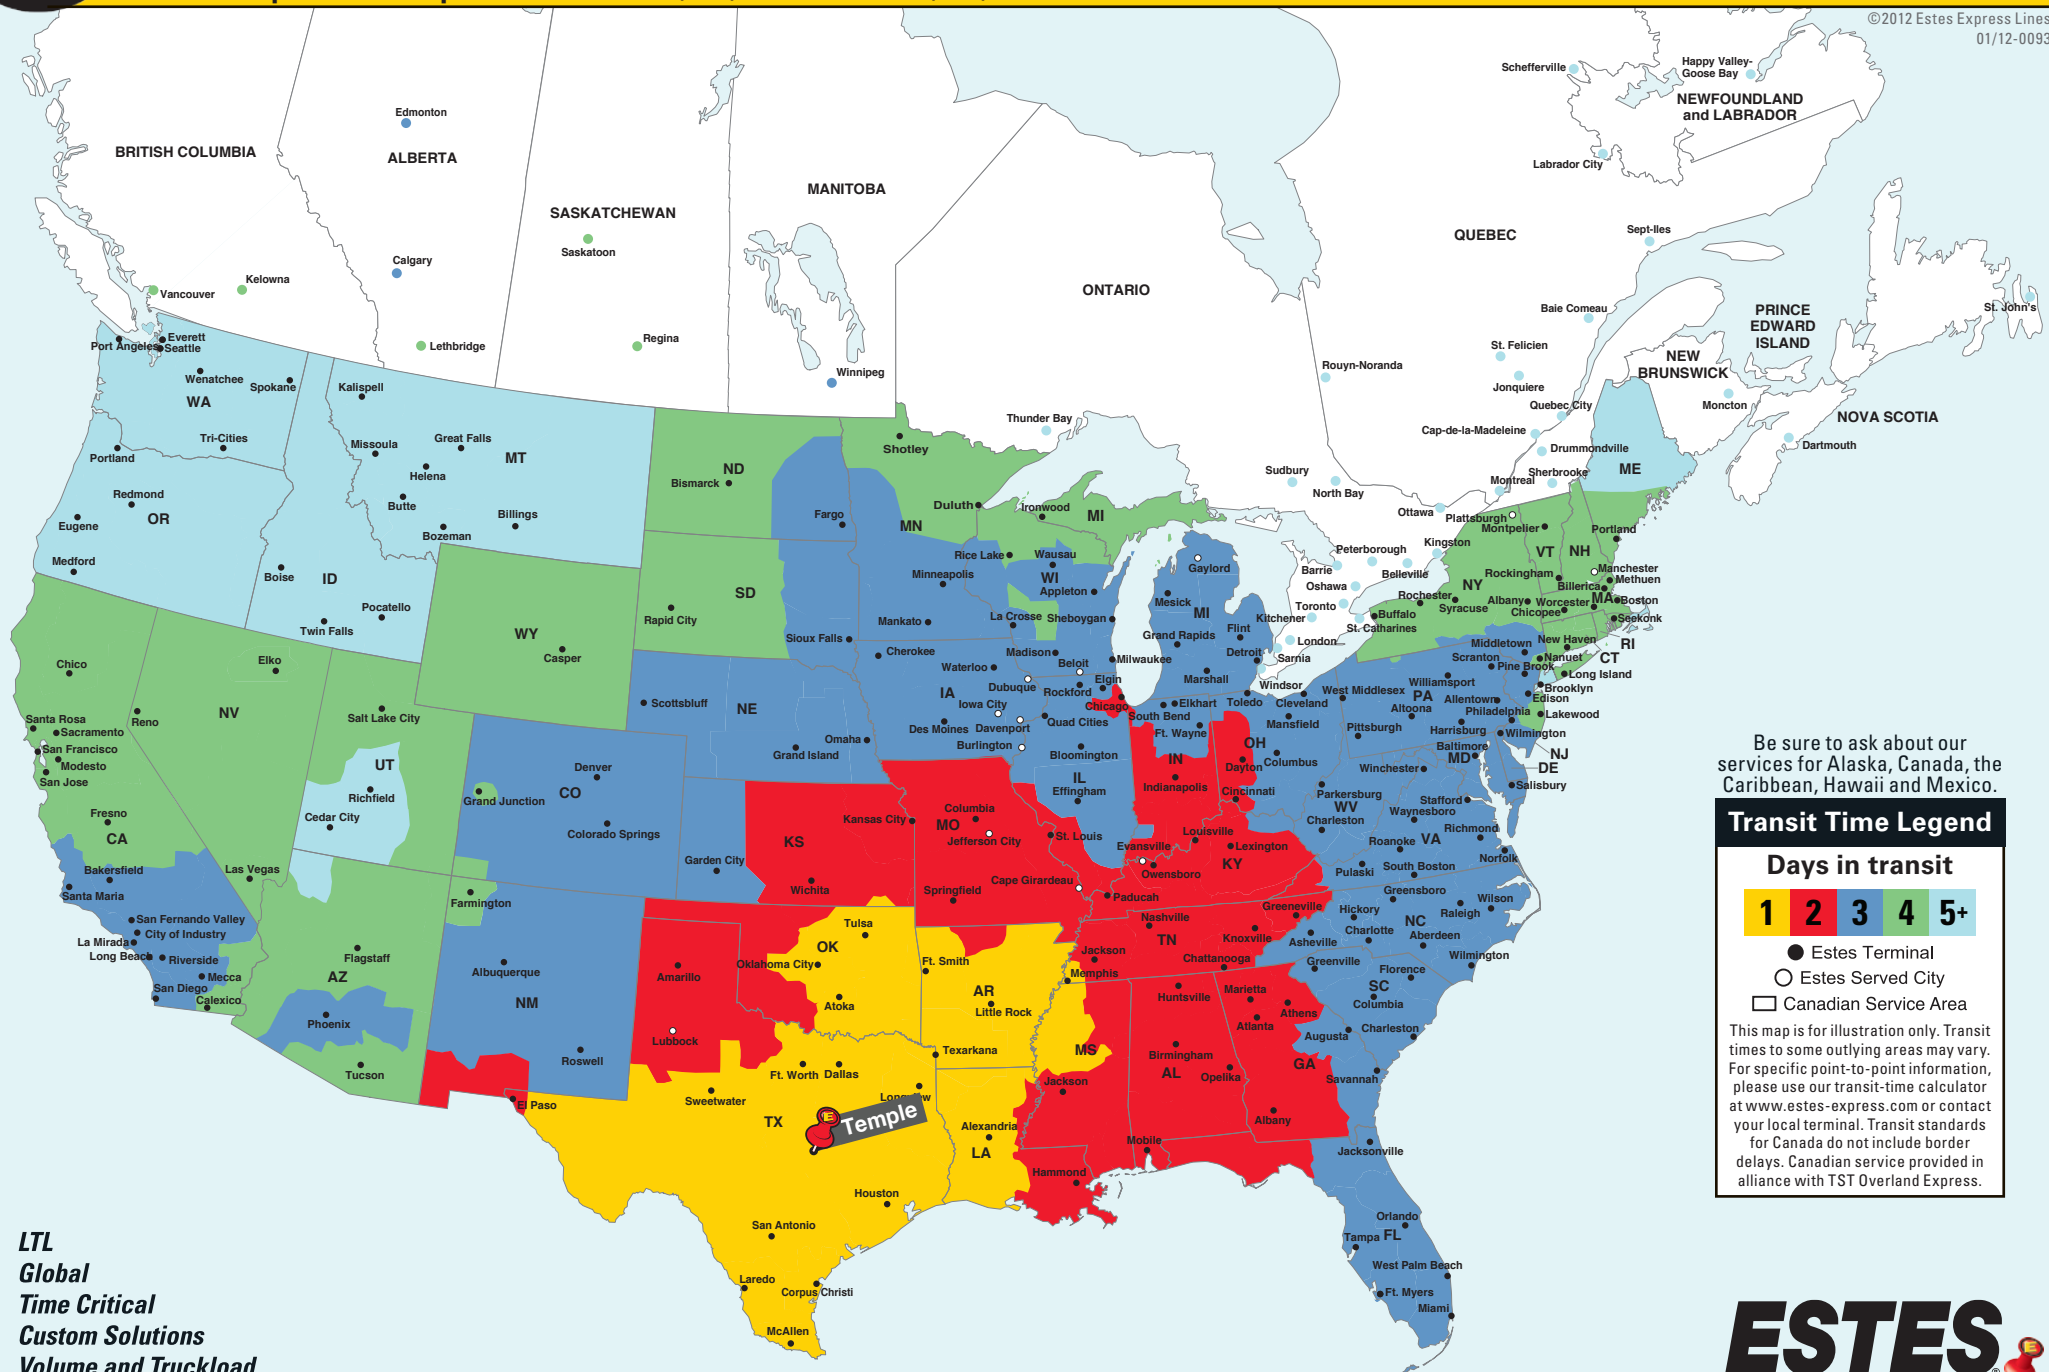 ©2012 Estes Express Lines
01/12-0093
Schefferville
Happy Valley-
Goose Bay
NEWFOUNDLAND
and LABRADOR
Labrador City
Edmonton
BRITISH COLUMBIA
ALBERTA
MANITOBA
SASKATCHEWAN
Saskatoon
QUEBEC
Sept-Iles
Calgary
Kelowna
Vancouver
ONTARIO
Baie Comeau
St. John's
PRINCE
EDWARD
ISLAND
Lethbridge
Regina
Winnipeg
St. Felicien
Rouyn-Noranda
Jonquiere
NEW
BRUNSWICK
Moncton
Quebec City
NOVA SCOTIA
Dartmouth
Thunder Bay
Cap-de-la-Madeleine
Drummondville
Sherbrooke
Montreal
Sudbury
North Bay
Ottawa
Kingston
Peterborough
Barrie
Belleville
Oshawa
Toronto
Kitchener
St. Catharines
London
Sarnia
Windsor
Port Angeles
Everett
Seattle
Wenatchee
Spokane
WA
Tri-Cities
Portland
Redmond
OR
Eugene
Medford
Kalispell
Missoula
Great Falls
MT
Helena
Butte
Billings
Bozeman
Boise
ID
Pocatello
Twin Falls
ND
Bismarck
Fargo
Shotley
Duluth
MN
Ironwood
MI
Rice Lake
Wausau
Minneapolis
WI
Appleton
Mankato
La Crosse
Sheboygan
SD
Rapid City
Sioux Falls
WY
Casper
Gaylord
Mesick
MI
Grand Rapids
Flint
Detroit
Marshall
Plattsburgh
Montpelier
Portland
ME
VT
NH
Manchester
Methuen
Rockingham
Billerica
NY
Rochester
Syracuse
Albany
Worcester
MA
Boston
Chicopee
Seekonk
Buffalo
Middletown
New Haven
RI
CT
Scranton
Nanuet
Pine Brook
Long Island
Williamsport
Brooklyn
West Middlesex
PA
Allentown
Edison
Altoona
Philadelphia
Lakewood
Pittsburgh
Harrisburg
Wilmington
Baltimore
MD
NJ
DE
Winchester
Salisbury
Chico
Elko
NV
Reno
Salt Lake City
Santa Rosa
Sacramento
San Francisco
Modesto
San Jose
UT
Richfield
Cedar City
Fresno
CA
Las Vegas
Bakersfield
Santa Maria
San Fernando Valley
City of Industry
La Mirada
Long Beach
Riverside
Mecca
San Diego
Calexico
Flagstaff
AZ
Phoenix
Tucson
Scottsbluff
NE
Omaha
Grand Island
Cherokee
Waterloo
IA
Dubuque
Iowa City
Des Moines
Davenport
Burlington
Madison
Beloit
Milwaukee
Elgin
Rockford
Chicago
Quad Cities
Bloomington
IL
Effingham
Elkhart
South Bend
Ft. Wayne
IN
Indianapolis
Toledo
Cleveland
Mansfield
OH
Dayton
Columbus
Cincinnati
Denver
CO
Grand Junction
Colorado Springs
Garden City
KS
Wichita
Kansas City
Columbia
MO
Jefferson City
St. Louis
Springfield
Cape Girardeau
Evansville
Louisville
Lexington
KY
Owensboro
Paducah
Parkersburg
WV
Charleston
Stafford
Waynesboro
Richmond
Roanoke
VA
Norfolk
Pulaski
South Boston
Greensboro
Wilson
Hickory
NC
Raleigh
Charlotte
Aberdeen
Asheville
Wilmington
Greenville
Florence
SC
Columbia
Charleston
Augusta
Farmington
Albuquerque
NM
Roswell
Amarillo
Lubbock
Tulsa
OK
Oklahoma City
Atoka
Ft. Smith
AR
Little Rock
Nashville
TN
Greeneville
Knoxville
Jackson
Chattanooga
Memphis
Huntsville
Marietta
Athens
Atlanta
GA
Savannah
Albany
MS
Jackson
Birmingham
AL
Opelika
Mobile
Hammond
Texarkana
Ft. Worth
Dallas
Sweetwater
El Paso
TX
Temple
Alexandria
LA
Houston
San Antonio
Laredo
Corpus Christi
McAllen
Jacksonville
Orlando
Tampa
FL
West Palm Beach
Ft. Myers
Miami
Be sure to ask about our
services for Alaska, Canada, the
Caribbean, Hawaii and Mexico.
Transit Time Legend
Days in transit
1 2 3 4 5+
Estes Terminal
Estes Served City
Canadian Service Area
This map is for illustration only. Transit
times to some outlying areas may vary.
For specific point-to-point information,
please use our transit-time calculator
at www.estes-express.com or contact
your local terminal. Transit standards
for Canada do not include border
delays. Canadian service provided in
alliance with TST Overland Express.
LTL
Global
Time Critical
Custom Solutions
Volume and Truckload
ESTES